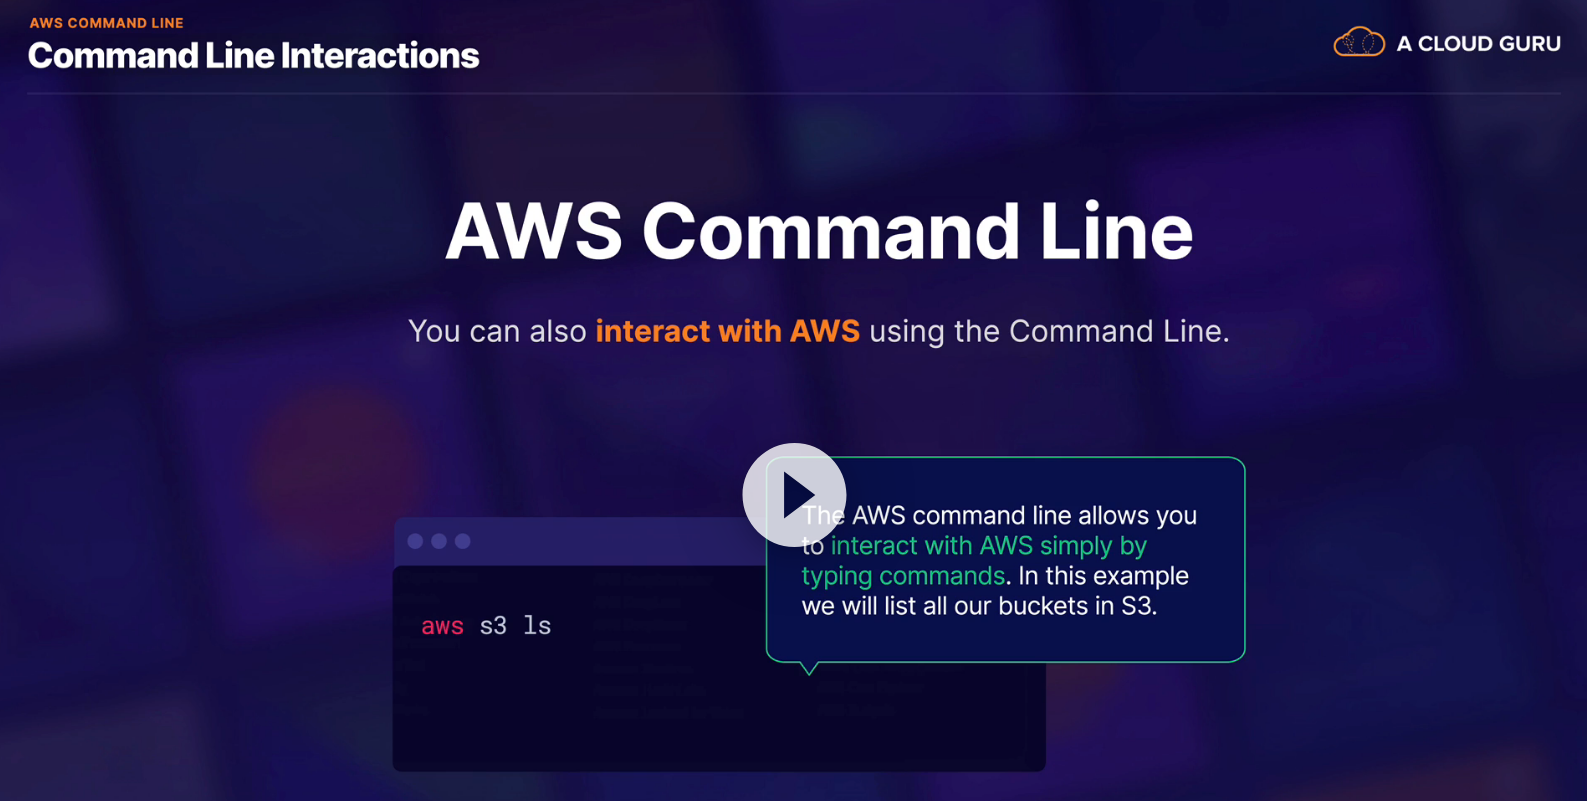 AWS COMMAND LINE
Command Line Interactions
A CLOUD GURU
AWS Command Line
You can also interact with AWS using the Command Line.
The AWS command line allows you
to interact with AWS simply by
typing commands. In this example
we will list all our buckets in S3.
aws s3 ls